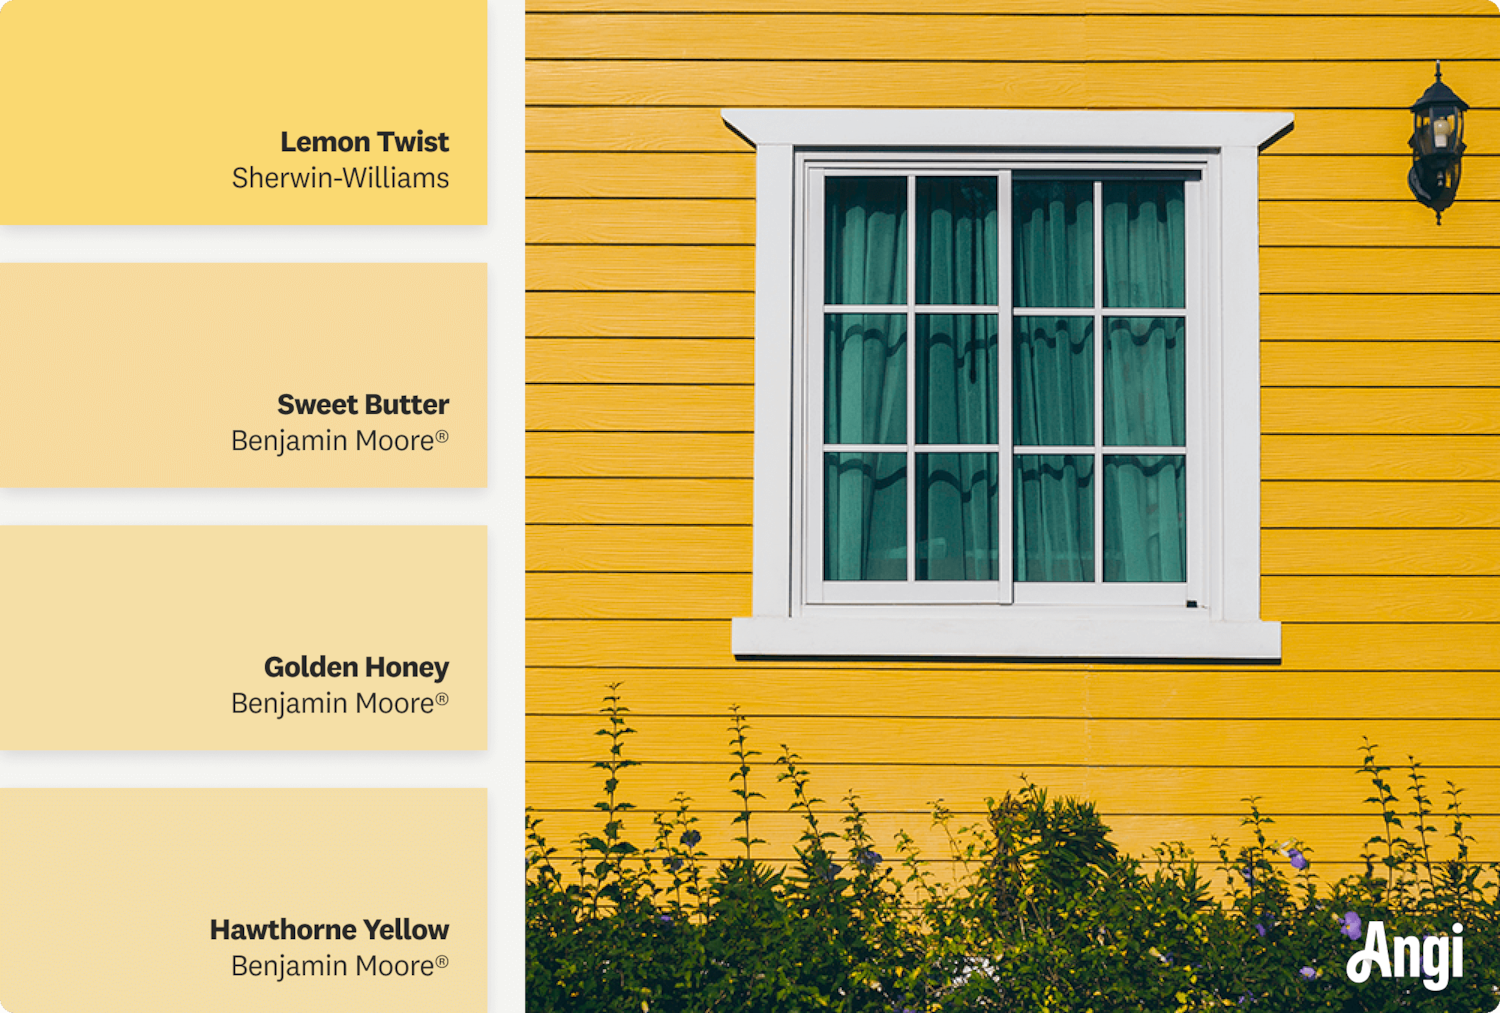 Lemon Twist
Sherwin-Williams
Sweet Butter
Benjamin Moore®
Golden Honey
Benjamin Moore®
Hawthorne Yellow
Benjamin Moore®
Angi